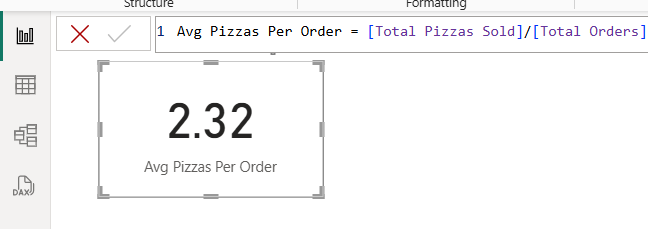 Structure
Formatting
1 Avg Pizzas Per Order = [Total Pizzas Sold]/[Total Orders]
2.32
Avg Pizzas Per Order
DAX